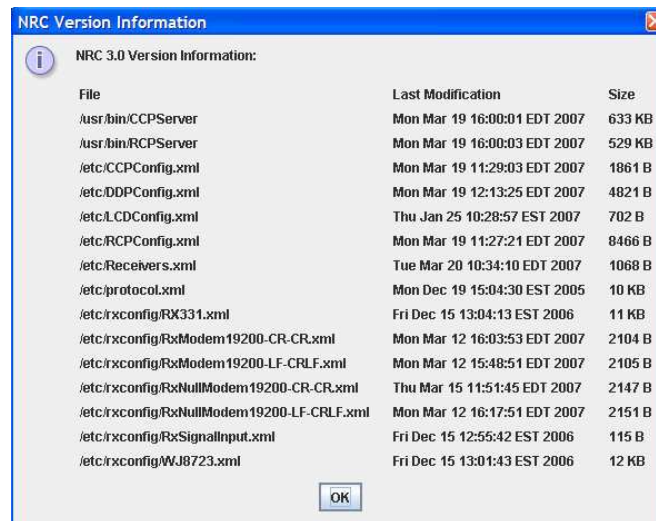 NRC Version Information
NRC 3.0 Version Information:
File Last Modification Size
/usr/bin/CCPServer Mon Mar 19 16:00:01 EDT 2007 633 KB
/usr/bin/RCPServer Mon Mar 19 16:00:03 EDT 2007 529 KB
/etc/CCPConfig.xml Mon Mar 19 11:29:03 EDT 2007 1861 B
/etc/DDPConfig.xml Mon Mar 19 12:13:25 EDT 2007 4821 B
/etc/LCDConfig.xml Thu Jan 25 10:28:57 EST 2007 702 B
/etc/RCPConfig.xml Mon Mar 19 11:27:21 EDT 2007 8466 B
/etc/Receivers.xml Tue Mar 20 10:34:10 EDT 2007 1068 B
/etc/protocol.xml Mon Dec 19 15:04:30 EST 2005 10 KB
/etc/rxconfig/RX331.xml Fri Dec 15 13:04:13 EST 2006 11 KB
/etc/rxconfig/RxModem19200-CR-CR.xml Mon Mar 12 16:03:53 EDT 2007 2104 B
/etc/rxconfig/RxModem19200-LF-CRLF.xml Mon Mar 12 15:48:51 EDT 2007 2105 B
/etc/rxconfig/RxNullModem19200-CR-CR.xml Thu Mar 15 11:51:45 EDT 2007 2147 B
/etc/rxconfig/RxNullModem19200-LF-CRLF.xml Mon Mar 12 16:17:51 EDT 2007 2151 B
/etc/rxconfig/RxSignalInput.xml Fri Dec 15 12:55:42 EST 2006 115 B
/etc/rxconfig/WJ8723.xml Fri Dec 15 13:01:43 EST 2006 12 KB
OK